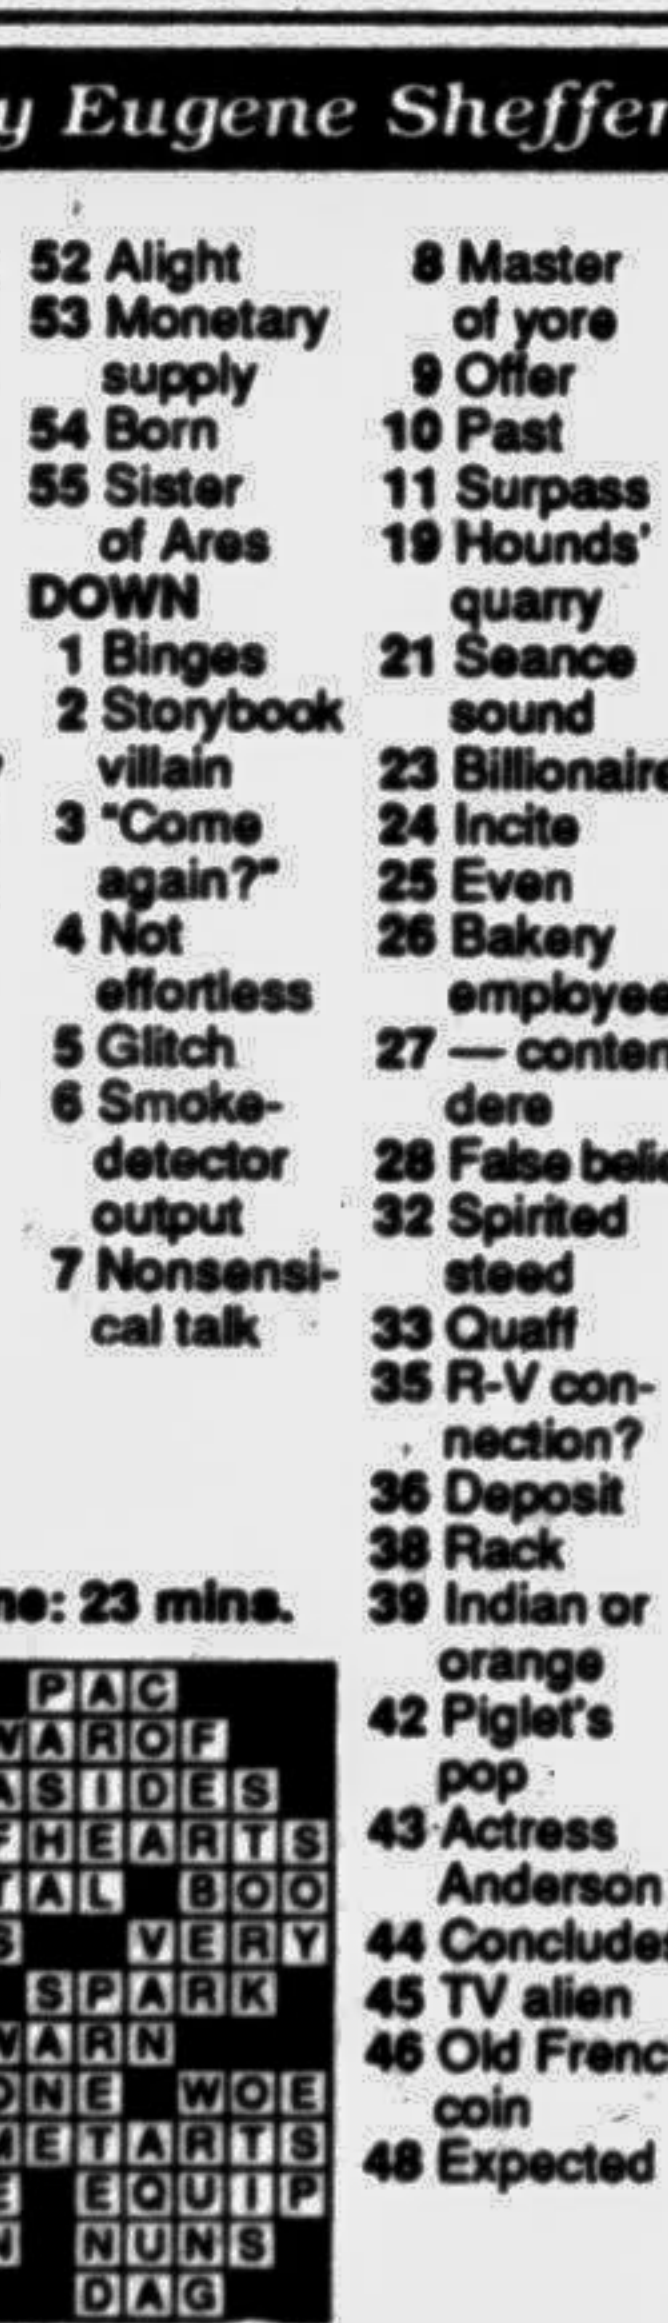 y Eugene Sheffer
52 Alight
53 Monetary
supply
54 Born
55 Sister
of Ares
DOWN
1 Binges
2 Storybook
villain
3 "Come
again?"
4 Not
effortless
5 Glitch
6 Smoke-
detector
output
7 Nonsensi-
cal talk
8 Master
of yore
9 Offer
10 Past
11 Surpass
19 Hounds'
quarry
21 Seance
sound
23 Billionaire
24 Incite
25 Even
26 Bakery
employee
27 — conten
dere
28 False belie
32 Spirited
steed
33 Quaff
35 R-V con-
nection?
36 Deposit
38 Rack
39 Indian or
orange
42 Piglet's
pop
43 Actress
Anderson
44 Concludes
45 TV alien
46 Old Frenc
coin
48 Expected
ne: 23 mins.
PAC
AROF
ASIDES
HEARTS
TAL BOO
S VERY
SPARK
ARN
ONE WOE
METARTS
E EQUIP
N NUNS
DAG